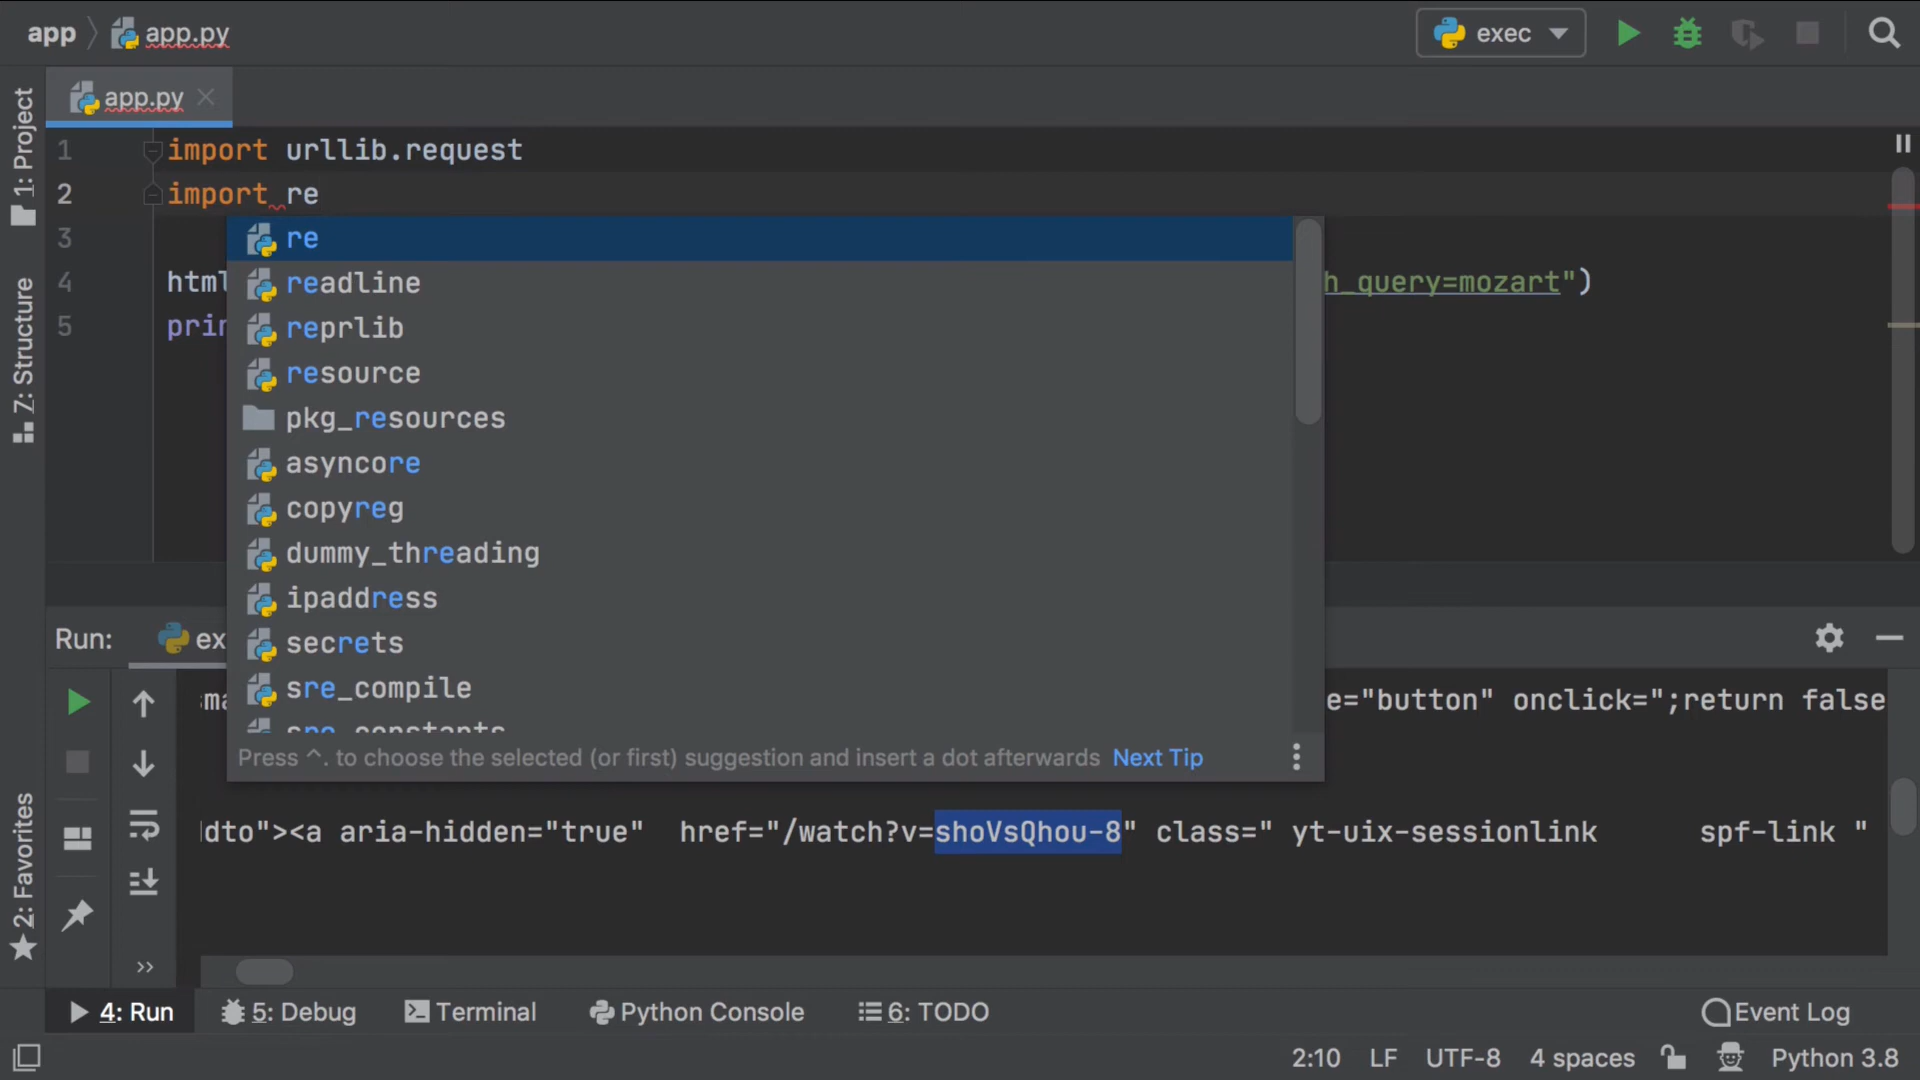 app app.py exec
app.py
1: Project
1 import urllib.request
2 import re
3
4 html h_query=mozart")
5 prin
re
readline
reprlib
resource
pkg_resources
asyncore
copyreg
dummy_threading
ipaddress
secrets
sre_compile
sre_constants
Press ^. to choose the selected (or first) suggestion and insert a dot afterwards Next Tip
7: Structure
2: Favorites
Run: ex
e="button" onclick=";return false
dto"><a aria-hidden="true" href="/watch?v=shoVsQhou-8" class=" yt-uix-sessionlink spf-link "
4: Run 5: Debug Terminal Python Console 6: TODO Event Log
2:10 LF UTF-8 4 spaces Python 3.8